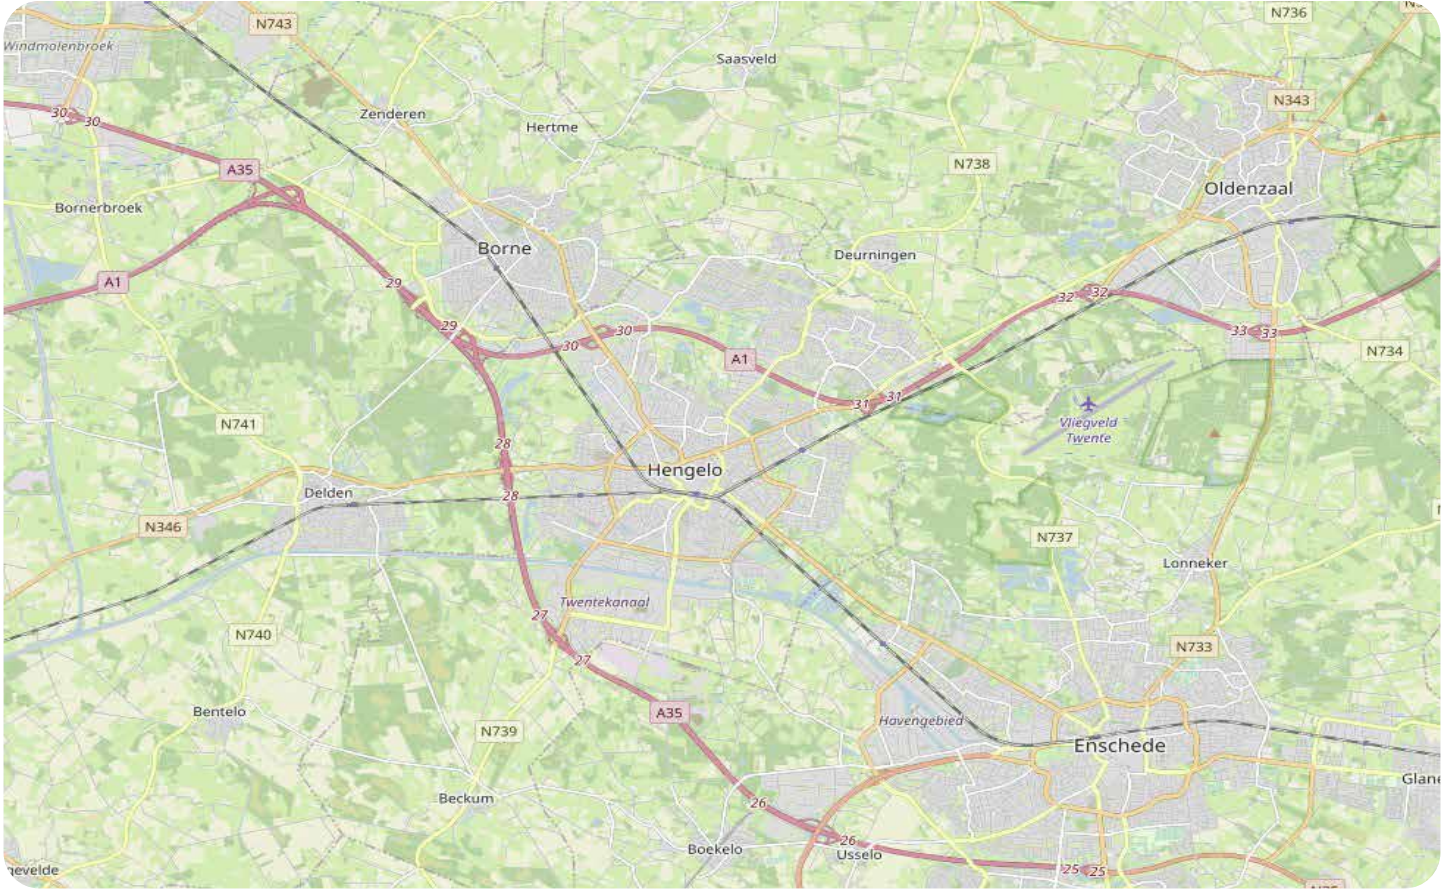 N743
N736
Windmolenbroek
Saasveld
N343
30
30
Zenderen
Hertme
A35
N738
Oldenzaal
Bornerbroek
Borne
Deurningen
A1
29
32
32
29
30
30
33
33
A1
N734
31
31
N741
Vliegveld
Twente
28
Hengelo
Delden
28
N346
N737
Lonneker
Twentekanaal
27
N740
N733
27
Bentelo
A35
Havengebied
N739
Enschede
Beckum
26
Glane
26
Boekelo
Usselo
25
25
evelde